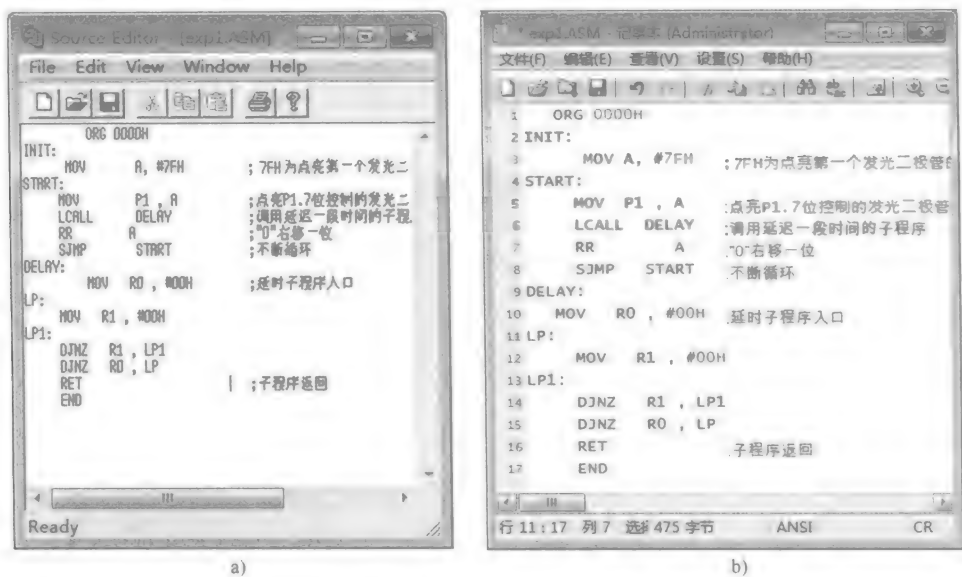 Source Editor - [exp1.ASM]
File Edit View Window Help
ORG 0000H
INIT:
MOV A, #7FH ;7FH为点亮第一个发光二
START:
MOV P1 , A ;点亮P1.7位控制的发光二
LCALL DELAY ;调用延迟一段时间的子程
RR A ;"0"右移一位
SJMP START ;不断循环
DELAY:
MOV R0 , #00H ;延时子程序入口
LP:
MOV R1 , #00H
LP1:
DJNZ R1 , LP1
DJNZ R0 , LP
RET ;子程序返回
END
Ready
a)
* exp1.ASM - 记事本 (Administrator)
文件(F) 编辑(E) 查看(V) 设置(S) 帮助(H)
1 ORG 0000H
2 INIT:
3 MOV A, #7FH ;7FH为点亮第一个发光二极管的
4 START:
5 MOV P1 , A ;点亮P1.7位控制的发光二极管
6 LCALL DELAY ;调用延迟一段时间的子程序
7 RR A ;"0"右移一位
8 SJMP START ;不断循环
9 DELAY:
10 MOV R0 , #00H ;延时子程序入口
11 LP:
12 MOV R1 , #00H
13 LP1:
14 DJNZ R1 , LP1
15 DJNZ R0 , LP
16 RET ;子程序返回
17 END
行 11:17 列 7 选择 475 字节 ANSI CR
b)